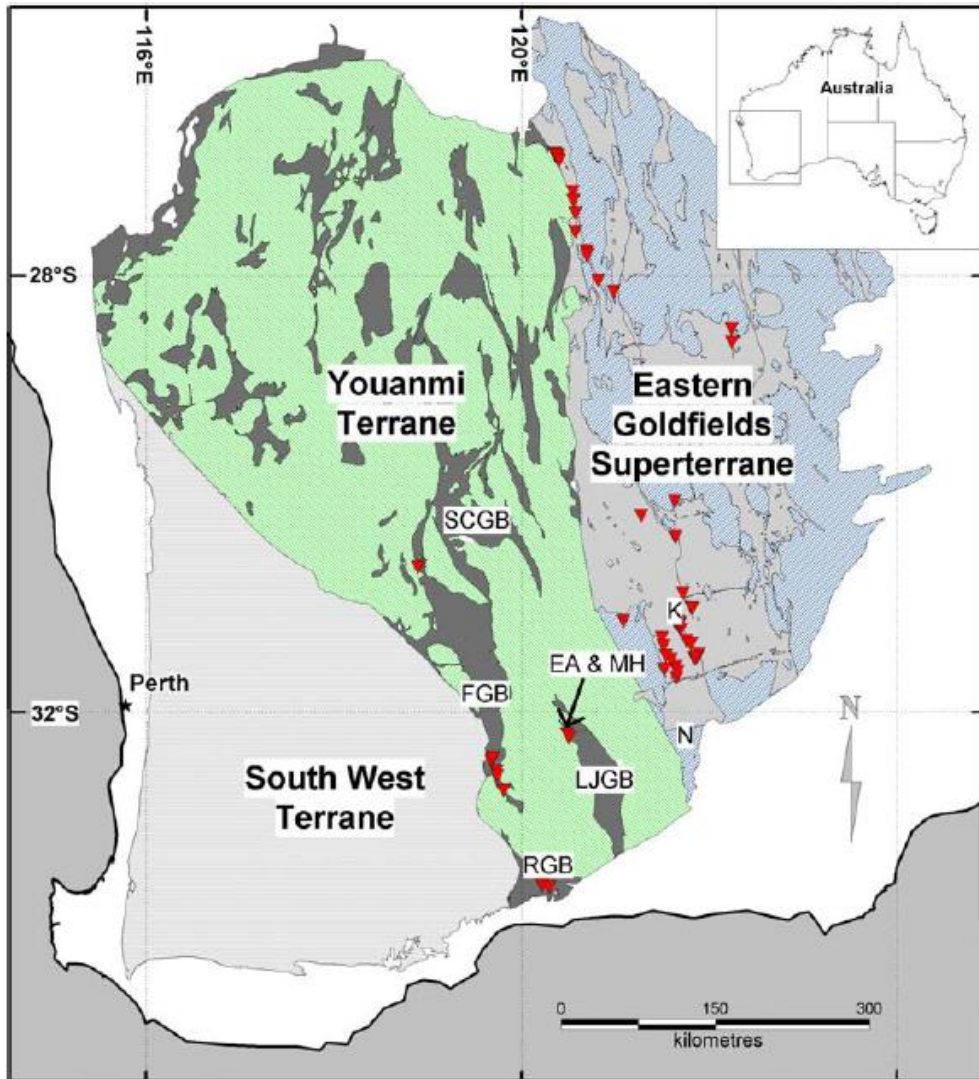 116°E
120°E
Australia
28°S
Youanmi
Terrane
Eastern
Goldfields
Superterrane
SCGB
K
EA & MH
Perth
FGB
32°S
N
N
LJGB
South West
Terrane
RGB
0 150 300
kilometres